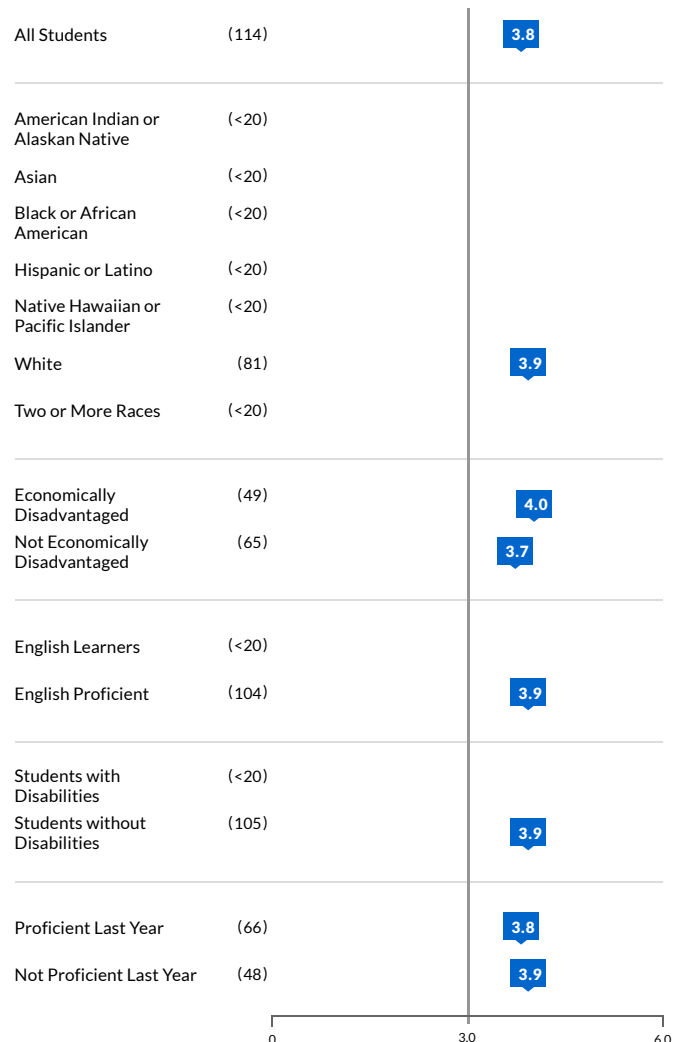 All Students (114) 3.8
American Indian or (<20)
Alaskan Native
Asian (<20)
Black or African (<20)
American
Hispanic or Latino (<20)
Native Hawaiian or (<20)
Pacific Islander
White (81) 3.9
Two or More Races (<20)
Economically (49) 4.0
Disadvantaged
Not Economically (65) 3.7
Disadvantaged
English Learners (<20)
English Proficient (104) 3.9
Students with (<20)
Disabilities
Students without (105) 3.9
Disabilities
Proficient Last Year (66) 3.8
Not Proficient Last Year (48) 3.9
0 3.0 6.0